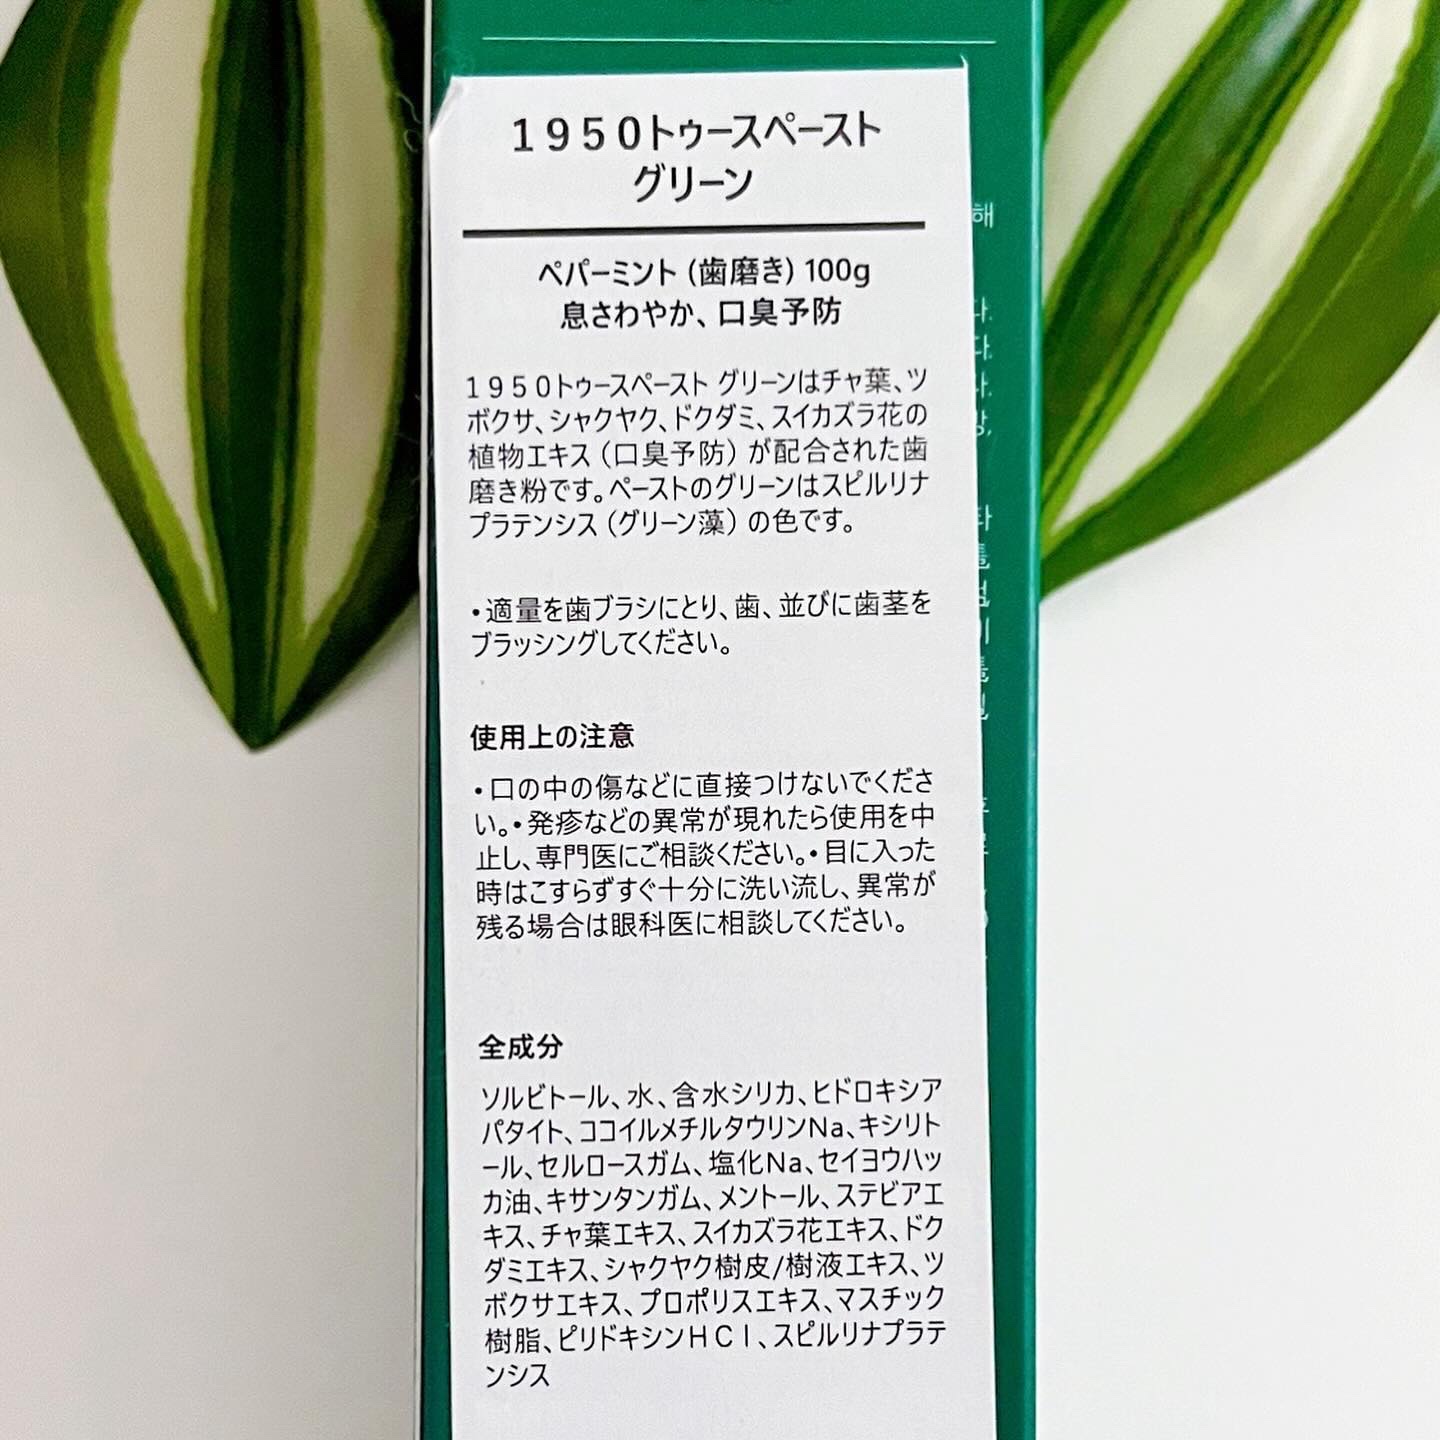 1950トゥースペースト
グリーン
ペパーミント (歯磨き) 100g
息さわやか、口臭予防
1950トゥースペースト グリーンはチャ葉、ツ
ボクサ、シャクヤク、ドクダミ、スイカズラ花の
植物エキス (口臭予防) が配合された歯
磨き粉です。ペーストのグリーンはスピルリナ
プラテンシス (グリーン藻) の色です。
•適量を歯ブラシにとり、歯、並びに歯茎を
ブラッシングしてください。
使用上の注意
•口の中の傷などに直接つけないでくださ
い。•発疹などの異常が現れたら使用を中
止し、専門医にご相談ください。•目に入った
時はこすらずすぐ十分に洗い流し、異常が
残る場合は眼科医に相談してください。
全成分
ソルビトール、水、含水シリカ、ヒドロキシア
パタイト、ココイルメチルタウリンNa、キシリト
ール、セルロースガム、塩化Na、セイヨウハッ
カ油、キサンタンガム、メントール、ステビアエ
キス、チャ葉エキス、スイカズラ花エキス、ドク
ダミエキス、シャクヤク樹皮/樹液エキス、ツ
ボクサエキス、プロポリスエキス、マスチック
樹脂、ピリドキシンHCl、スピルリナプラテ
ンシス
해
다.
다.